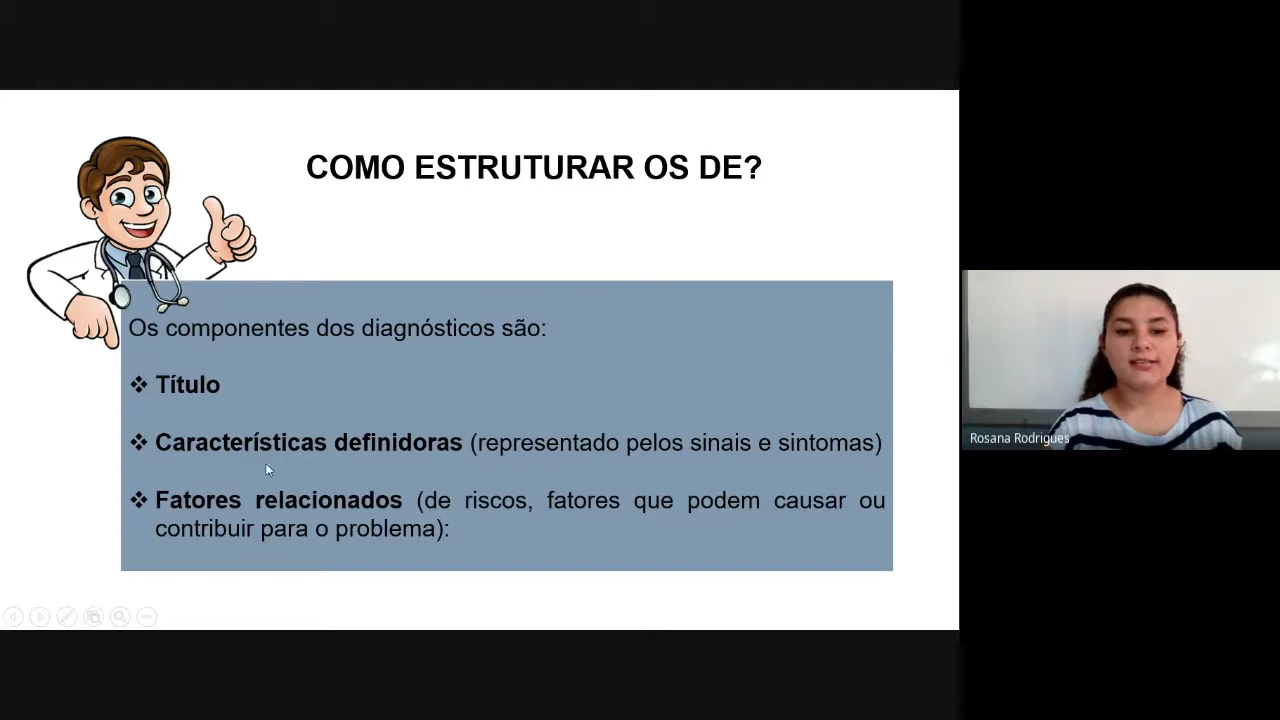 COMO ESTRUTURAR OS DE?
Os componentes dos diagnósticos são:
❖ Título
❖ Características definidoras (representado pelos sinais e sintomas)
❖ Fatores relacionados (de riscos, fatores que podem causar ou
contribuir para o problema):
Rosana Rodrigues